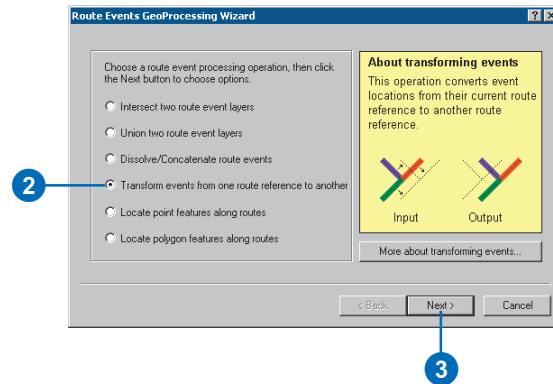 Route Events GeoProcessing Wizard
Choose a route event processing operation, then click
the Next button to choose options.
Intersect two route event layers
Union two route event layers
Dissolve/Concatenate route events
Transform events from one route reference to another
Locate point features along routes
Locate polygon features along routes
About transforming events
This operation converts event
locations from their current route
reference to another route
reference.
Input Output
More about transforming events...
< Back Next > Cancel
2
3